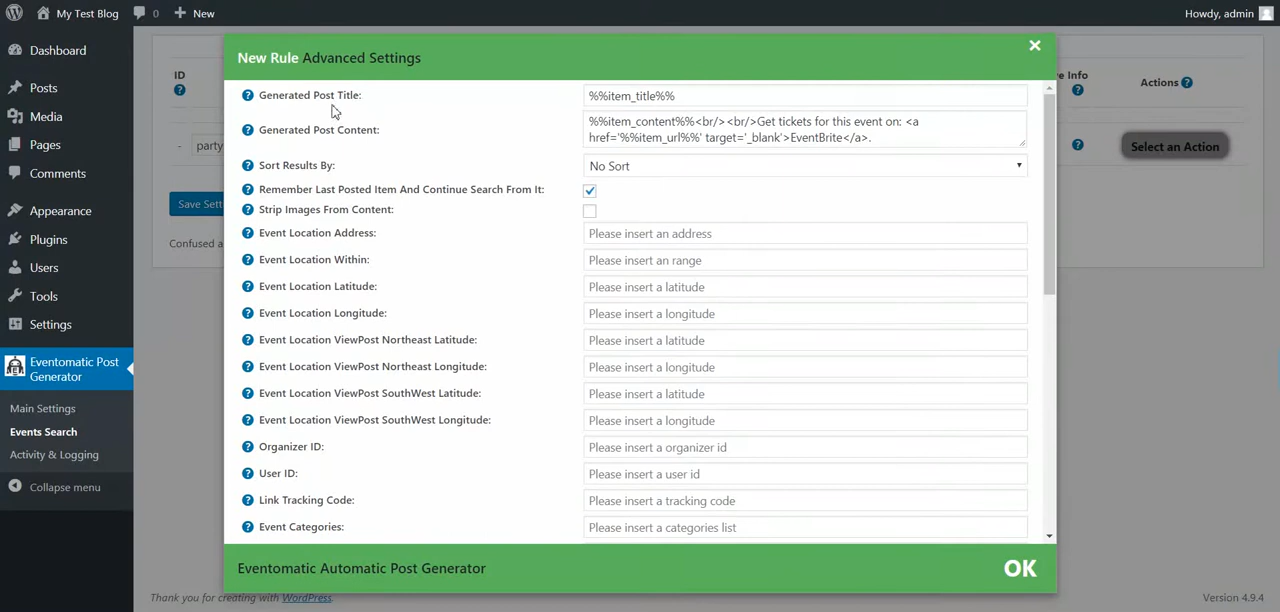 My Test Blog
0
New
Howdy, admin
Dashboard
Posts
Media
Pages
Comments
Appearance
Plugins
Users
Tools
Settings
Eventomatic Post
Generator
Main Settings
Events Search
Activity & Logging
Collapse menu
ID
-
party
Save Sett
Confused a
e Info
Actions
Select an Action
New Rule Advanced Settings
Generated Post Title:
%%item_title%%
Generated Post Content:
%%item_content%%<br/><br/>Get tickets for this event on: <a
href='%%item_url%%' target='_blank'>EventBrite</a>.
Sort Results By:
No Sort
Remember Last Posted Item And Continue Search From It:
Strip Images From Content:
Event Location Address:
Please insert an address
Event Location Within:
Please insert an range
Event Location Latitude:
Please insert a latitude
Event Location Longitude:
Please insert a longitude
Event Location ViewPost Northeast Latitude:
Please insert a latitude
Event Location ViewPost Northeast Longitude:
Please insert a longitude
Event Location ViewPost SouthWest Latitude:
Please insert a latitude
Event Location ViewPost SouthWest Longitude:
Please insert a longitude
Organizer ID:
Please insert a organizer id
User ID:
Please insert a user id
Link Tracking Code:
Please insert a tracking code
Event Categories:
Please insert a categories list
Eventomatic Automatic Post Generator
OK
Thank you for creating with WordPress.
Version 4.9.4